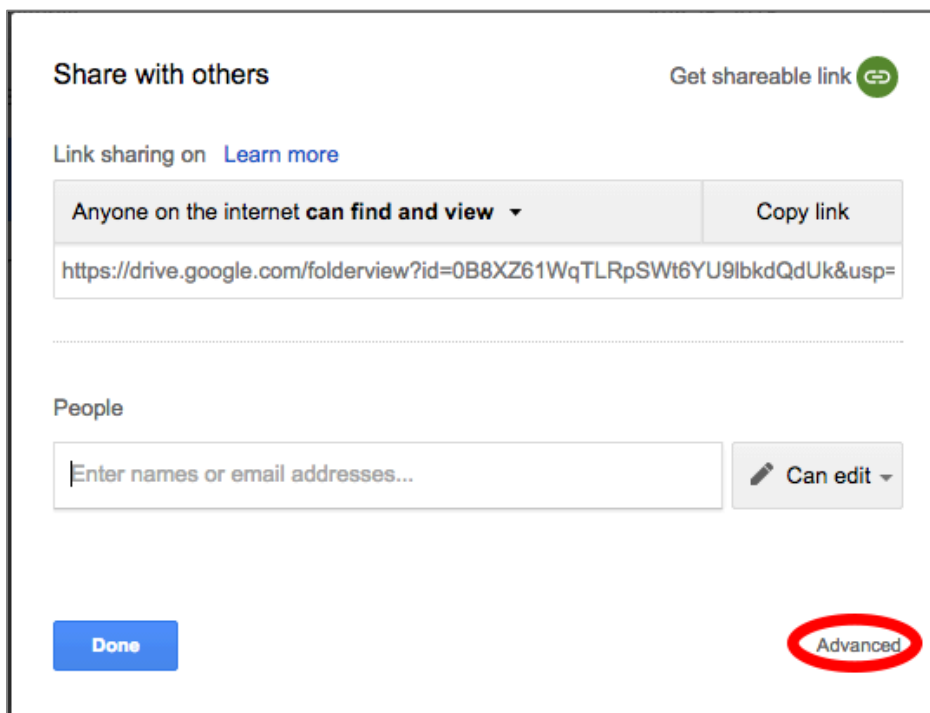 Share with others
Get shareable link
Link sharing on Learn more
Anyone on the internet can find and view
Copy link
https://drive.google.com/folderview?id=0B8XZ61WqTLRpSWt6YU9lbkdQdUk&usp=
People
Enter names or email addresses...
Can edit
Done
Advanced